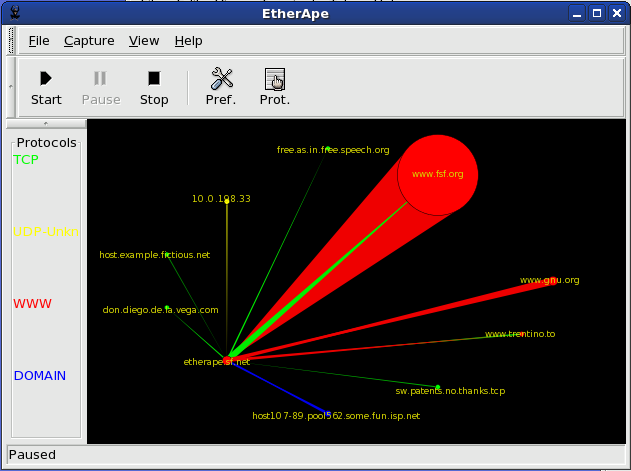 EtherApe
File Capture View Help
Start Pause Stop Pref. Prot.
Protocols
TCP
UDP-Unkn
WWW
DOMAIN
free.as.in.free.speech.org
www.fsf.org
10.0.198.33
host.example.fictious.net
www.gnu.org
don.diego.de.la.vega.com
www.trentino.to
etherape.sf.net
sw.patents.no.thanks.tcp
host107-89.pool562.some.fun.isp.net
Paused